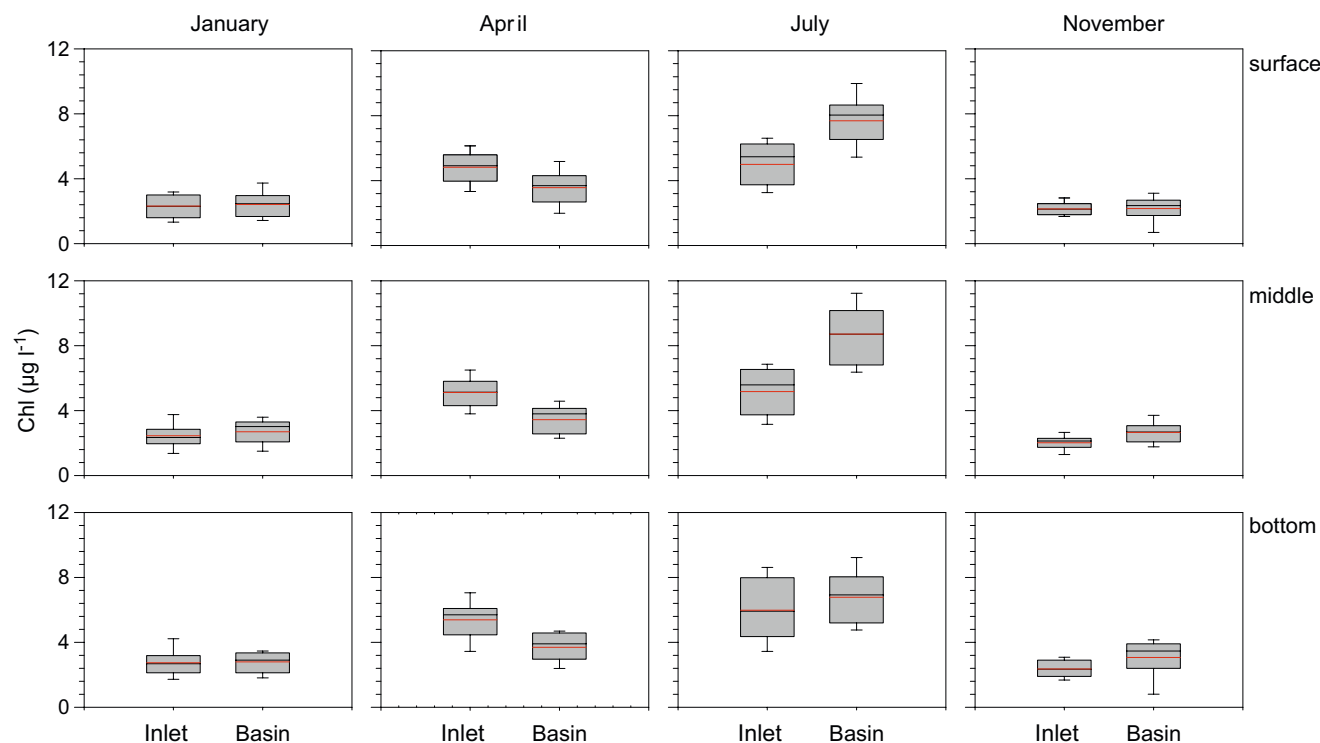 January April July November
12
8
4
0
surface
12
8
4
0
middle
Chl (µg l-1)
12
8
4
0
bottom
Inlet Basin Inlet Basin Inlet Basin Inlet Basin